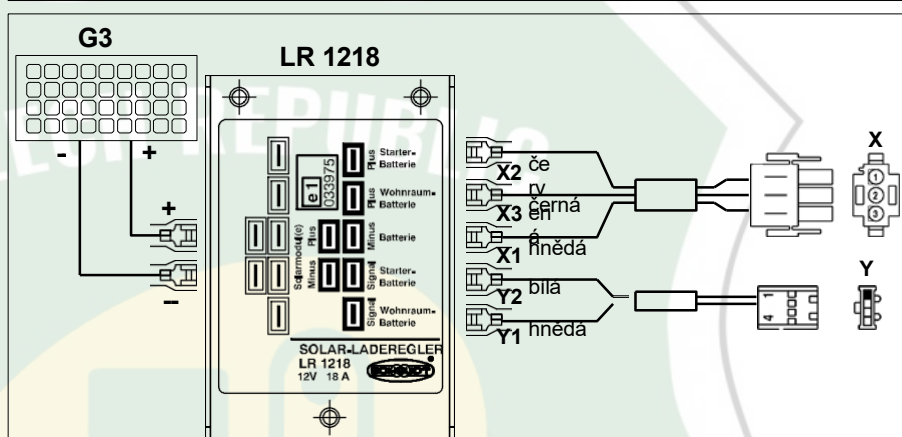 G3
LR 1218
- +
+
--
Plus Starter-
Batterie
Plus Wohnraum-
Batterie
Minus Batterie
Signal Starter-
Batterie
Signal Wohnraum-
Batterie
Solarmodul(e)
Plus
Minus
e1
033975
SOLAR-LADEREGLER
LR 1218
12V 18 A
X2 če
rv
en
á
X3 černá
X1 hnědá
Y2 bílá
Y1 hnědá
X
1
2
3
Y
1
4